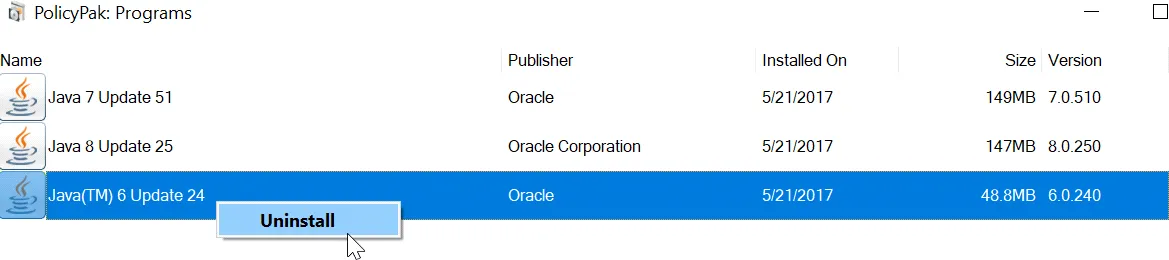 PolicyPak: Programs
Name Publisher Installed On Size Version
Java 7 Update 51 Oracle 5/21/2017 149MB 7.0.510
Java 8 Update 25 Oracle Corporation 5/21/2017 147MB 8.0.250
Java(TM) 6 Update 24 Oracle 5/21/2017 48.8MB 6.0.240
Uninstall